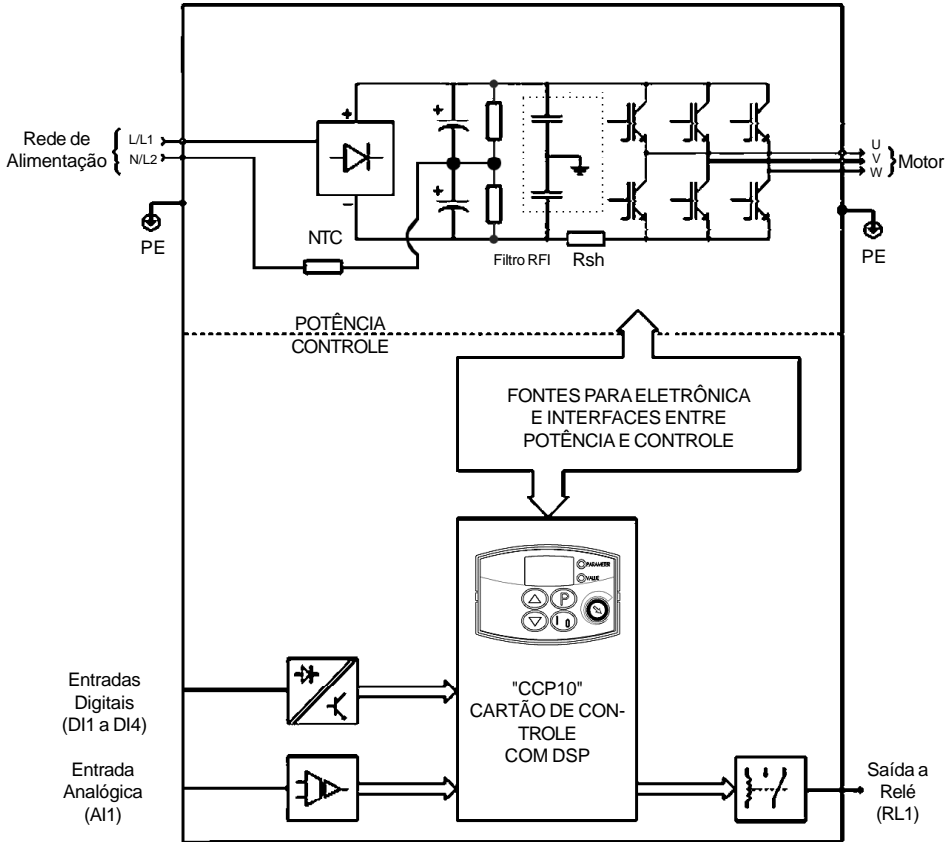 Rede de
Alimentação
L/L1
N/L2
PE
NTC
+
−
+
+
Filtro RFI
Rsh
U
V
W
Motor
PE
POTÊNCIA
CONTROLE
FONTES PARA ELETRÔNICA
E INTERFACES ENTRE
POTÊNCIA E CONTROLE
PARAMETER
VALUE
P
I 0
"CCP10"
CARTÃO DE CON-
TROLE
COM DSP
Entradas
Digitais
(DI1 a DI4)
Entrada
Analógica
(AI1)
Saída a
Relé
(RL1)